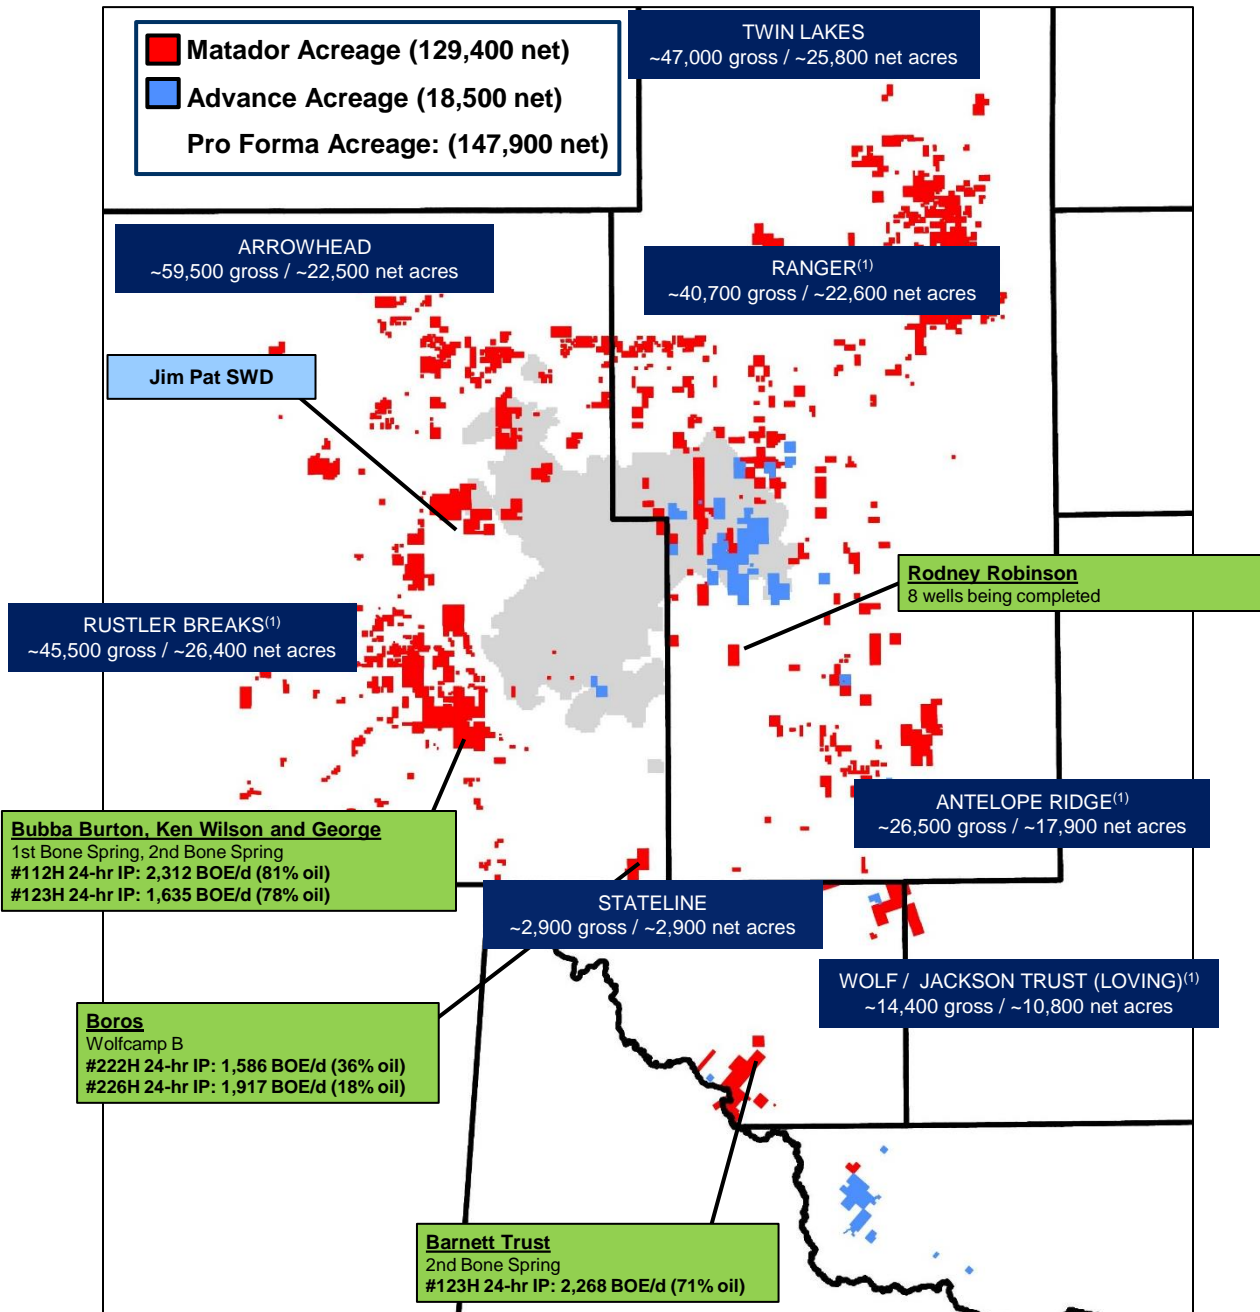 Matador Acreage (129,400 net)
Advance Acreage (18,500 net)
Pro Forma Acreage: (147,900 net)
TWIN LAKES
~47,000 gross / ~25,800 net acres
ARROWHEAD
~59,500 gross / ~22,500 net acres
RANGER(1)
~40,700 gross / ~22,600 net acres
Jim Pat SWD
Rodney Robinson
8 wells being completed
RUSTLER BREAKS(1)
~45,500 gross / ~26,400 net acres
ANTELOPE RIDGE(1)
~26,500 gross / ~17,900 net acres
Bubba Burton, Ken Wilson and George
1st Bone Spring, 2nd Bone Spring
#112H 24-hr IP: 2,312 BOE/d (81% oil)
#123H 24-hr IP: 1,635 BOE/d (78% oil)
STATELINE
~2,900 gross / ~2,900 net acres
WOLF / JACKSON TRUST (LOVING)(1)
~14,400 gross / ~10,800 net acres
Boros
Wolfcamp B
#222H 24-hr IP: 1,586 BOE/d (36% oil)
#226H 24-hr IP: 1,917 BOE/d (18% oil)
Barnett Trust
2nd Bone Spring
#123H 24-hr IP: 2,268 BOE/d (71% oil)